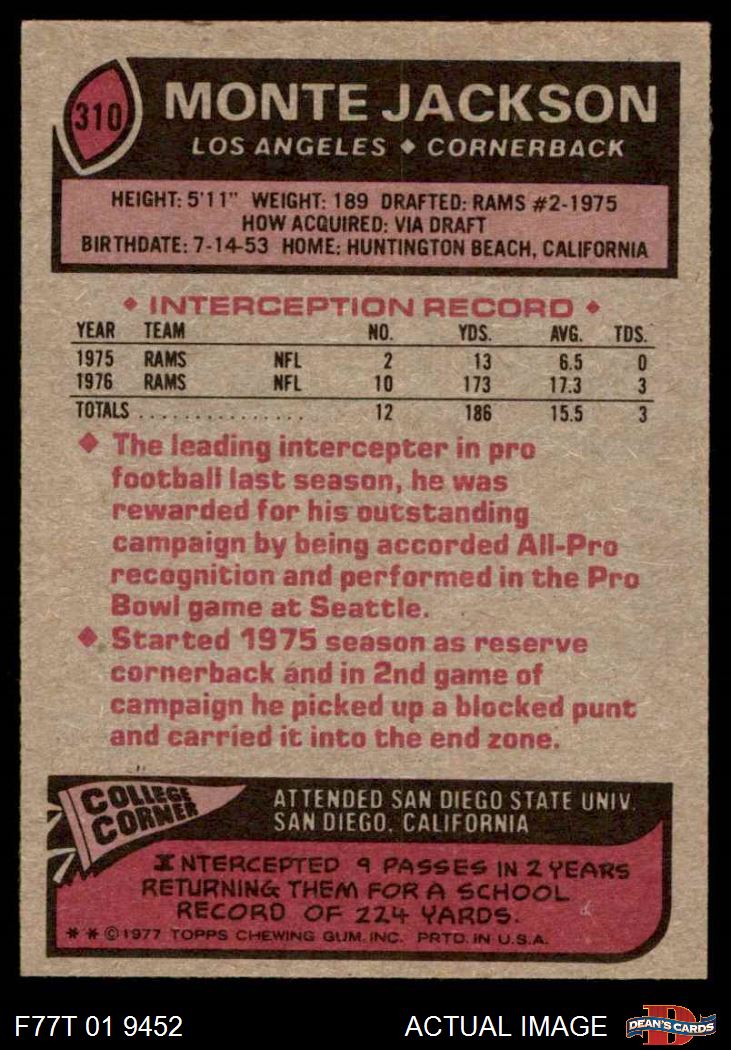 310
MONTE JACKSON
LOS ANGELES ♦ CORNERBACK
HEIGHT: 5'11" WEIGHT: 189 DRAFTED: RAMS #2-1975
HOW ACQUIRED: VIA DRAFT
BIRTHDATE: 7-14-53 HOME: HUNTINGTON BEACH, CALIFORNIA
♦ INTERCEPTION RECORD ♦
YEAR TEAM NO. YDS. AVG. TDS.
1975 RAMS NFL 2 13 6.5 0
1976 RAMS NFL 10 173 17.3 3
TOTALS . . . . . . . . . . . . . . . 12 186 15.5 3
♦ The leading intercepter in pro
football last season, he was
rewarded for his outstanding
campaign by being accorded All-Pro
recognition and performed in the Pro
Bowl game at Seattle.
♦ Started 1975 season as reserve
cornerback and in 2nd game of
campaign he picked up a blocked punt
and carried it into the end zone.
COLLEGE
CORNER
ATTENDED SAN DIEGO STATE UNIV.
SAN DIEGO, CALIFORNIA
INTERCEPTED 9 PASSES IN 2 YEARS
RETURNING THEM FOR A SCHOOL
RECORD OF 224 YARDS.
* * ©1977 TOPPS CHEWING GUM, INC. PRTD. IN U.S.A.
F77T 01 9452 ACTUAL IMAGE
D
DEAN'S CARDS